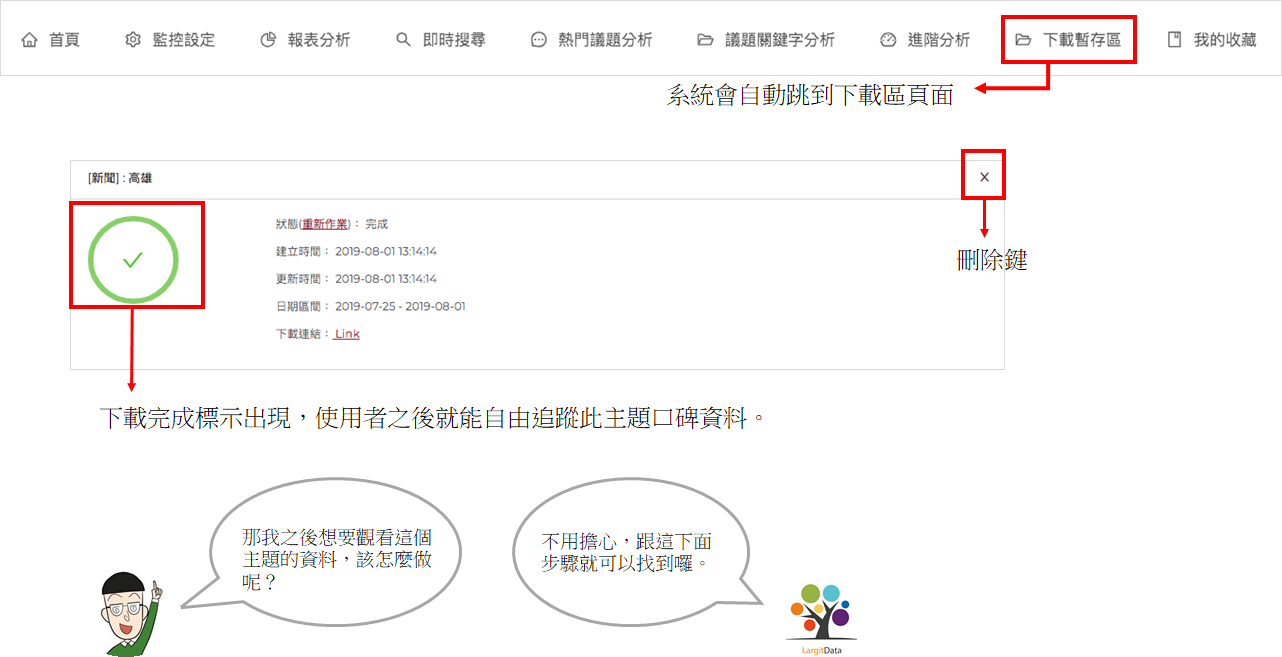 首頁 監控設定 報表分析 即時搜尋 熱門議題分析 議題關鍵字分析 進階分析 下載暫存區 我的收藏
系統會自動跳到下載區頁面
[新聞] : 高雄
X
狀態(重新作業)： 完成
建立時間： 2019-08-01 13:14:14
更新時間： 2019-08-01 13:14:14
日期區間： 2019-07-25 - 2019-08-01
下載連結： Link
刪除鍵
下載完成標示出現，使用者之後就能自由追蹤此主題口碑資料。
那我之後想要觀看這個
主題的資料，該怎麼做
呢？
不用擔心，跟這下面
步驟就可以找到囉。
LargitData